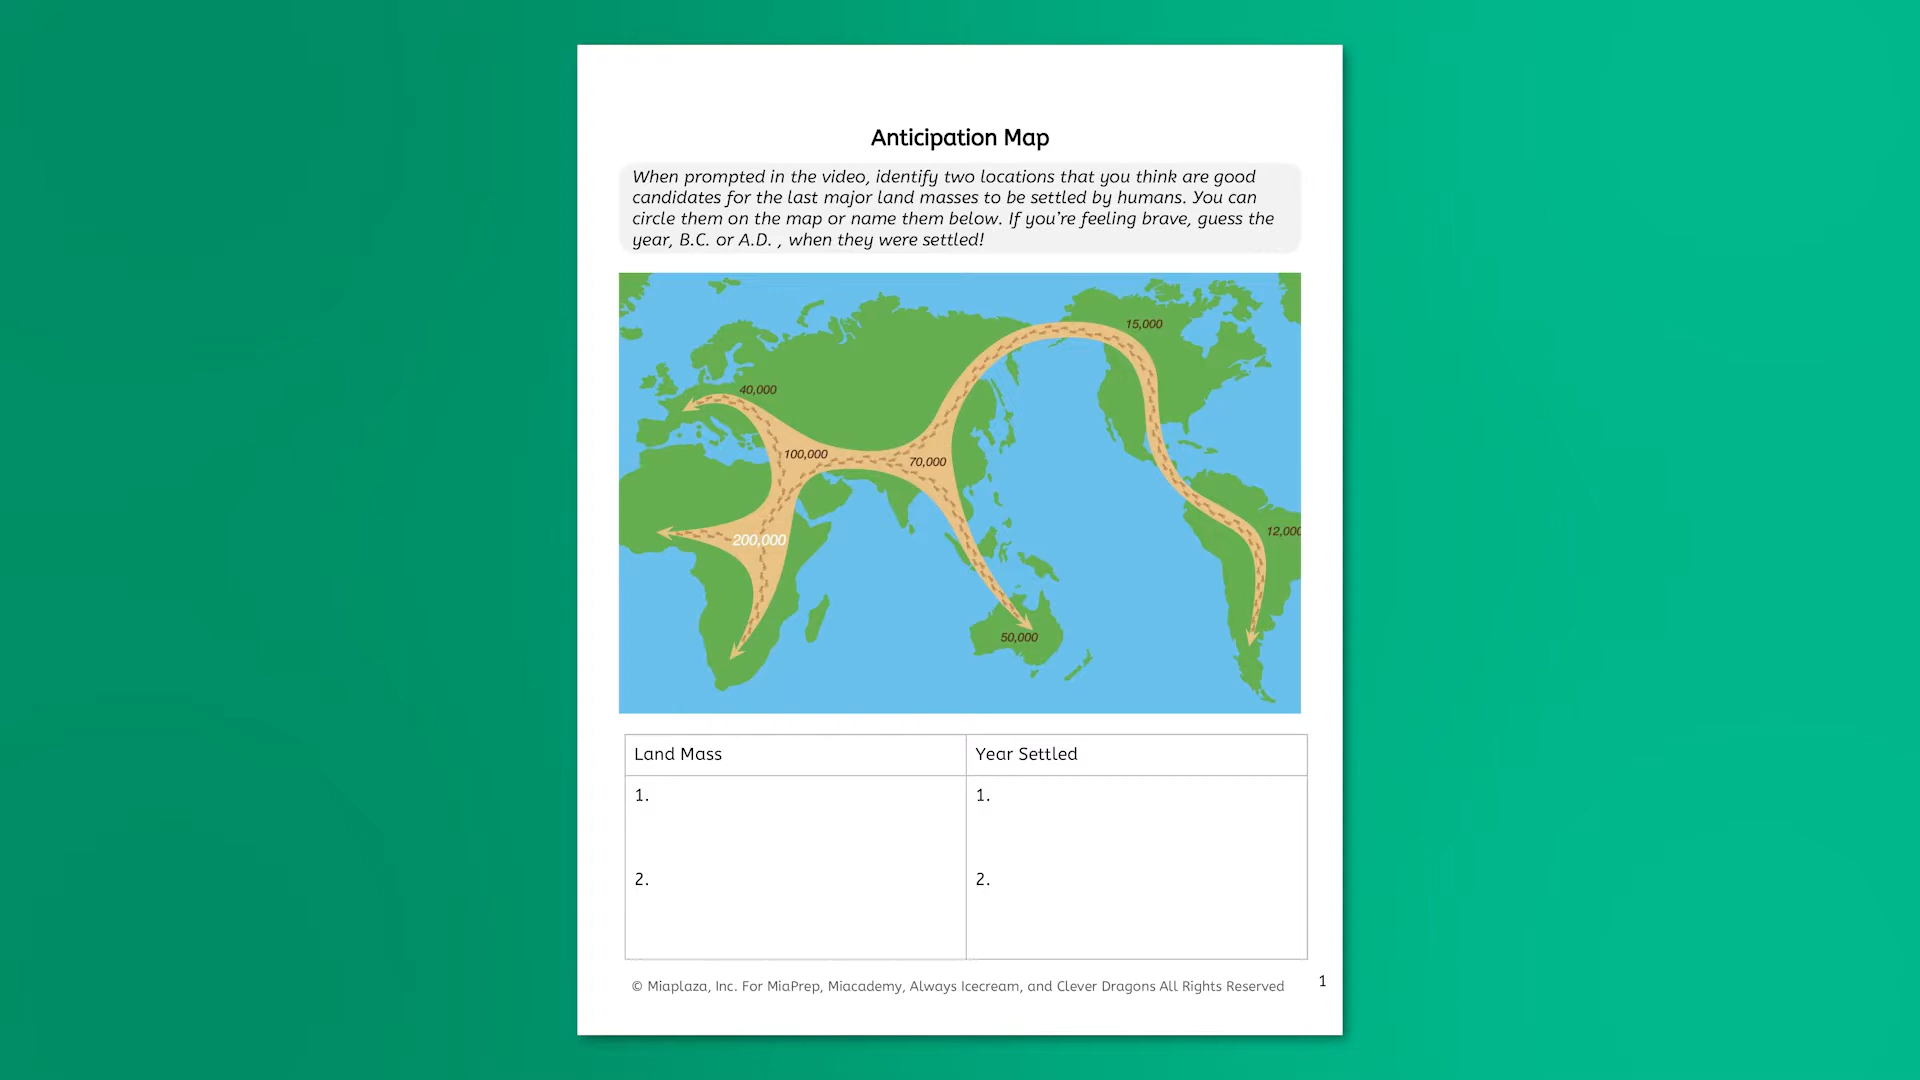 Anticipation Map
When prompted in the video, identify two locations that you think are good
candidates for the last major land masses to be settled by humans. You can
circle them on the map or name them below. If you're feeling brave, guess the
year, B.C. or A.D. , when they were settled!
15,000
40,000
100,000
70,000
12,000
200,000
50,000
Land Mass
Year Settled
1.
1.
2.
2.
© Miaplaza, Inc. For MiaPrep, Miacademy, Always Icecream, and Clever Dragons All Rights Reserved
1